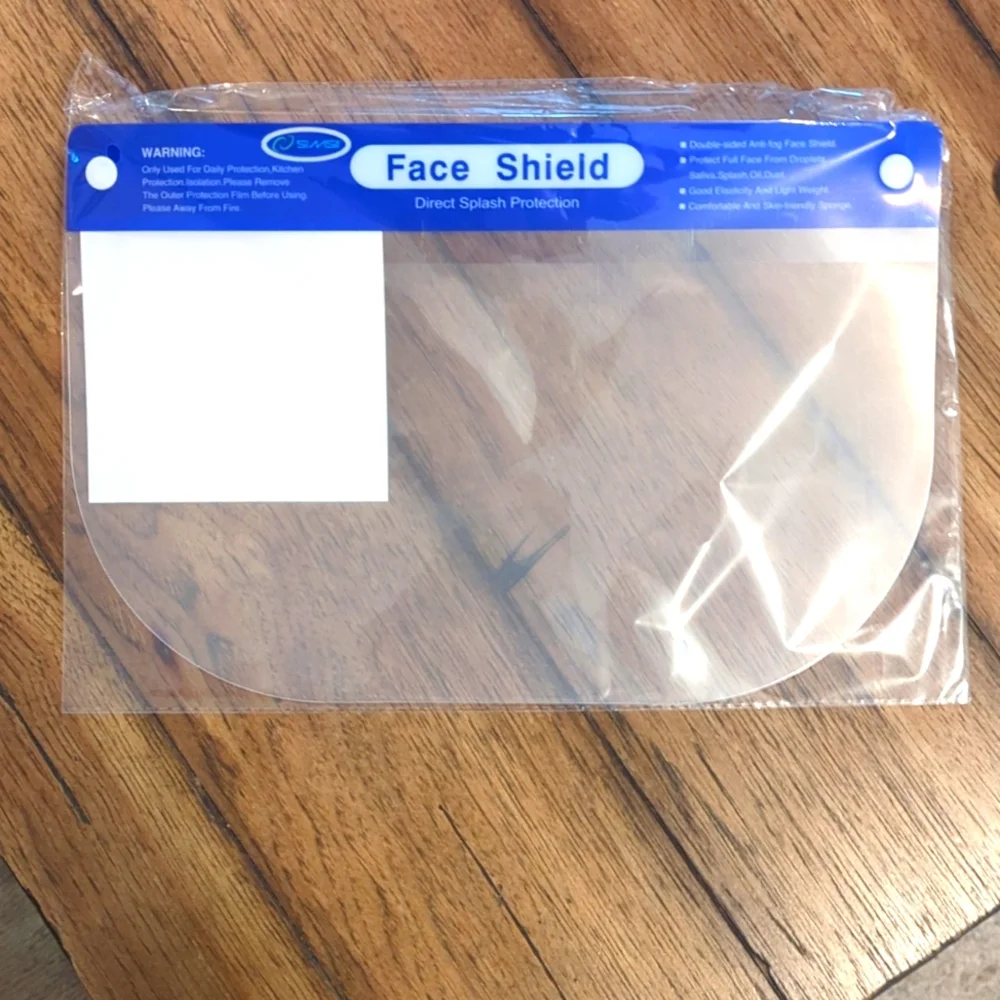 WARNING:
Only Used For Daily Protection,Kitchen
Protection.Isolation.Please Remove
The Outer Protection Film Before Using.
Please Away From Fire.
Face Shield
Direct Splash Protection
■ Double-sided Anti-fog Face Shield.
■ Protect Full Face From Droplets,
Saliva,Splash,Oil,Dust
■ Good Elasticity And Light Weight.
■ Comfortable And Skin-friendly Sponge.